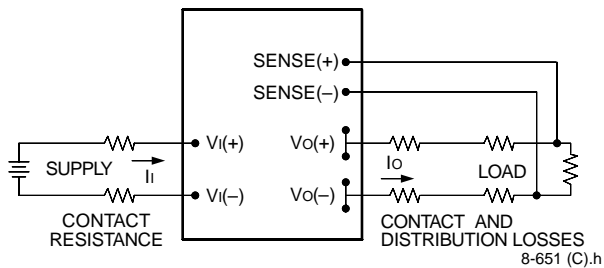 SENSE(+)
SENSE(–)
VI(+)
VO(+)
IO
SUPPLY
II
LOAD
VI(–)
VO(–)
CONTACT
RESISTANCE
CONTACT AND
DISTRIBUTION LOSSES
8-651 (C).h